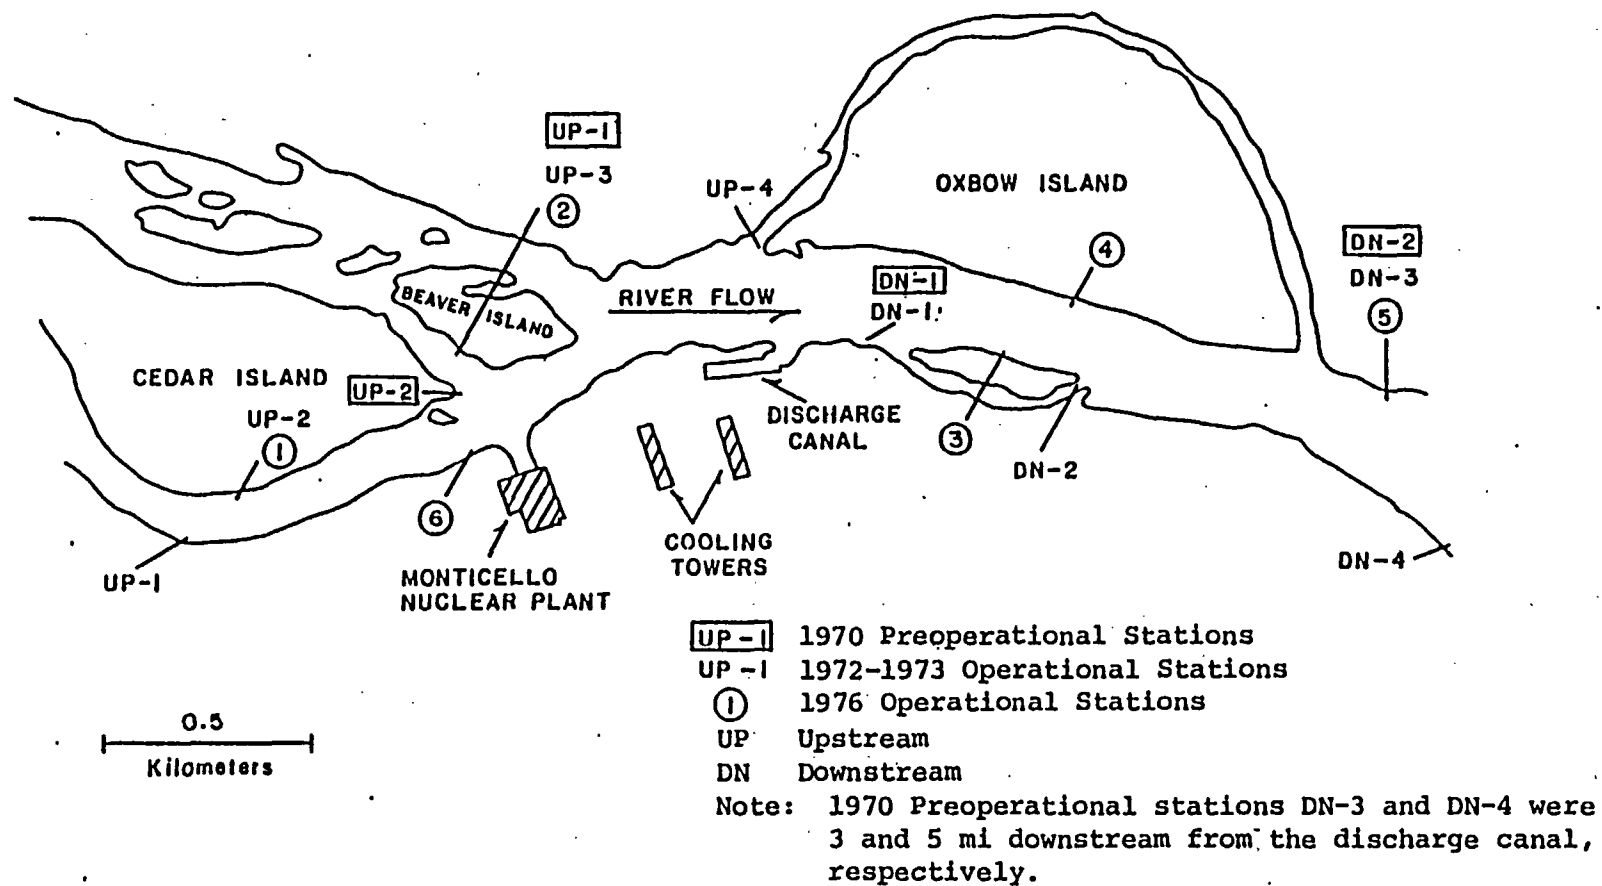 UP-1
UP-3
2
UP-4
OXBOW ISLAND
4
DN-2
DN-3
5
DN-1
DN-1
RIVER FLOW
BEAVER ISLAND
CEDAR ISLAND
UP-2
UP-2
1
DISCHARGE
CANAL
3
DN-2
6
COOLING
TOWERS
DN-4
UP-1
MONTICELLO
NUCLEAR PLANT
UP-1 1970 Preoperational Stations
UP-1 1972-1973 Operational Stations
1 1976 Operational Stations
UP Upstream
DN Downstream
Note: 1970 Preoperational stations DN-3 and DN-4 were
3 and 5 mi downstream from the discharge canal,
respectively.
0.5
Kilometers